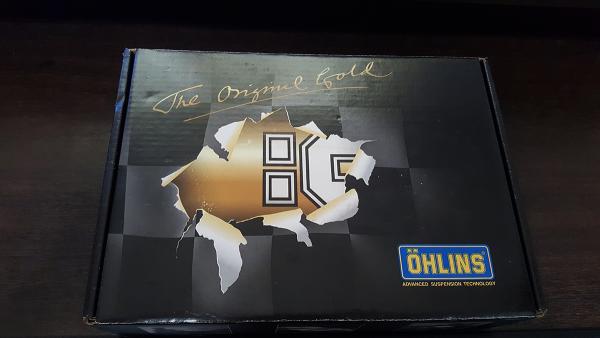 The Original Gold
ÖHLINS
ADVANCED SUSPENSION TECHNOLOGY